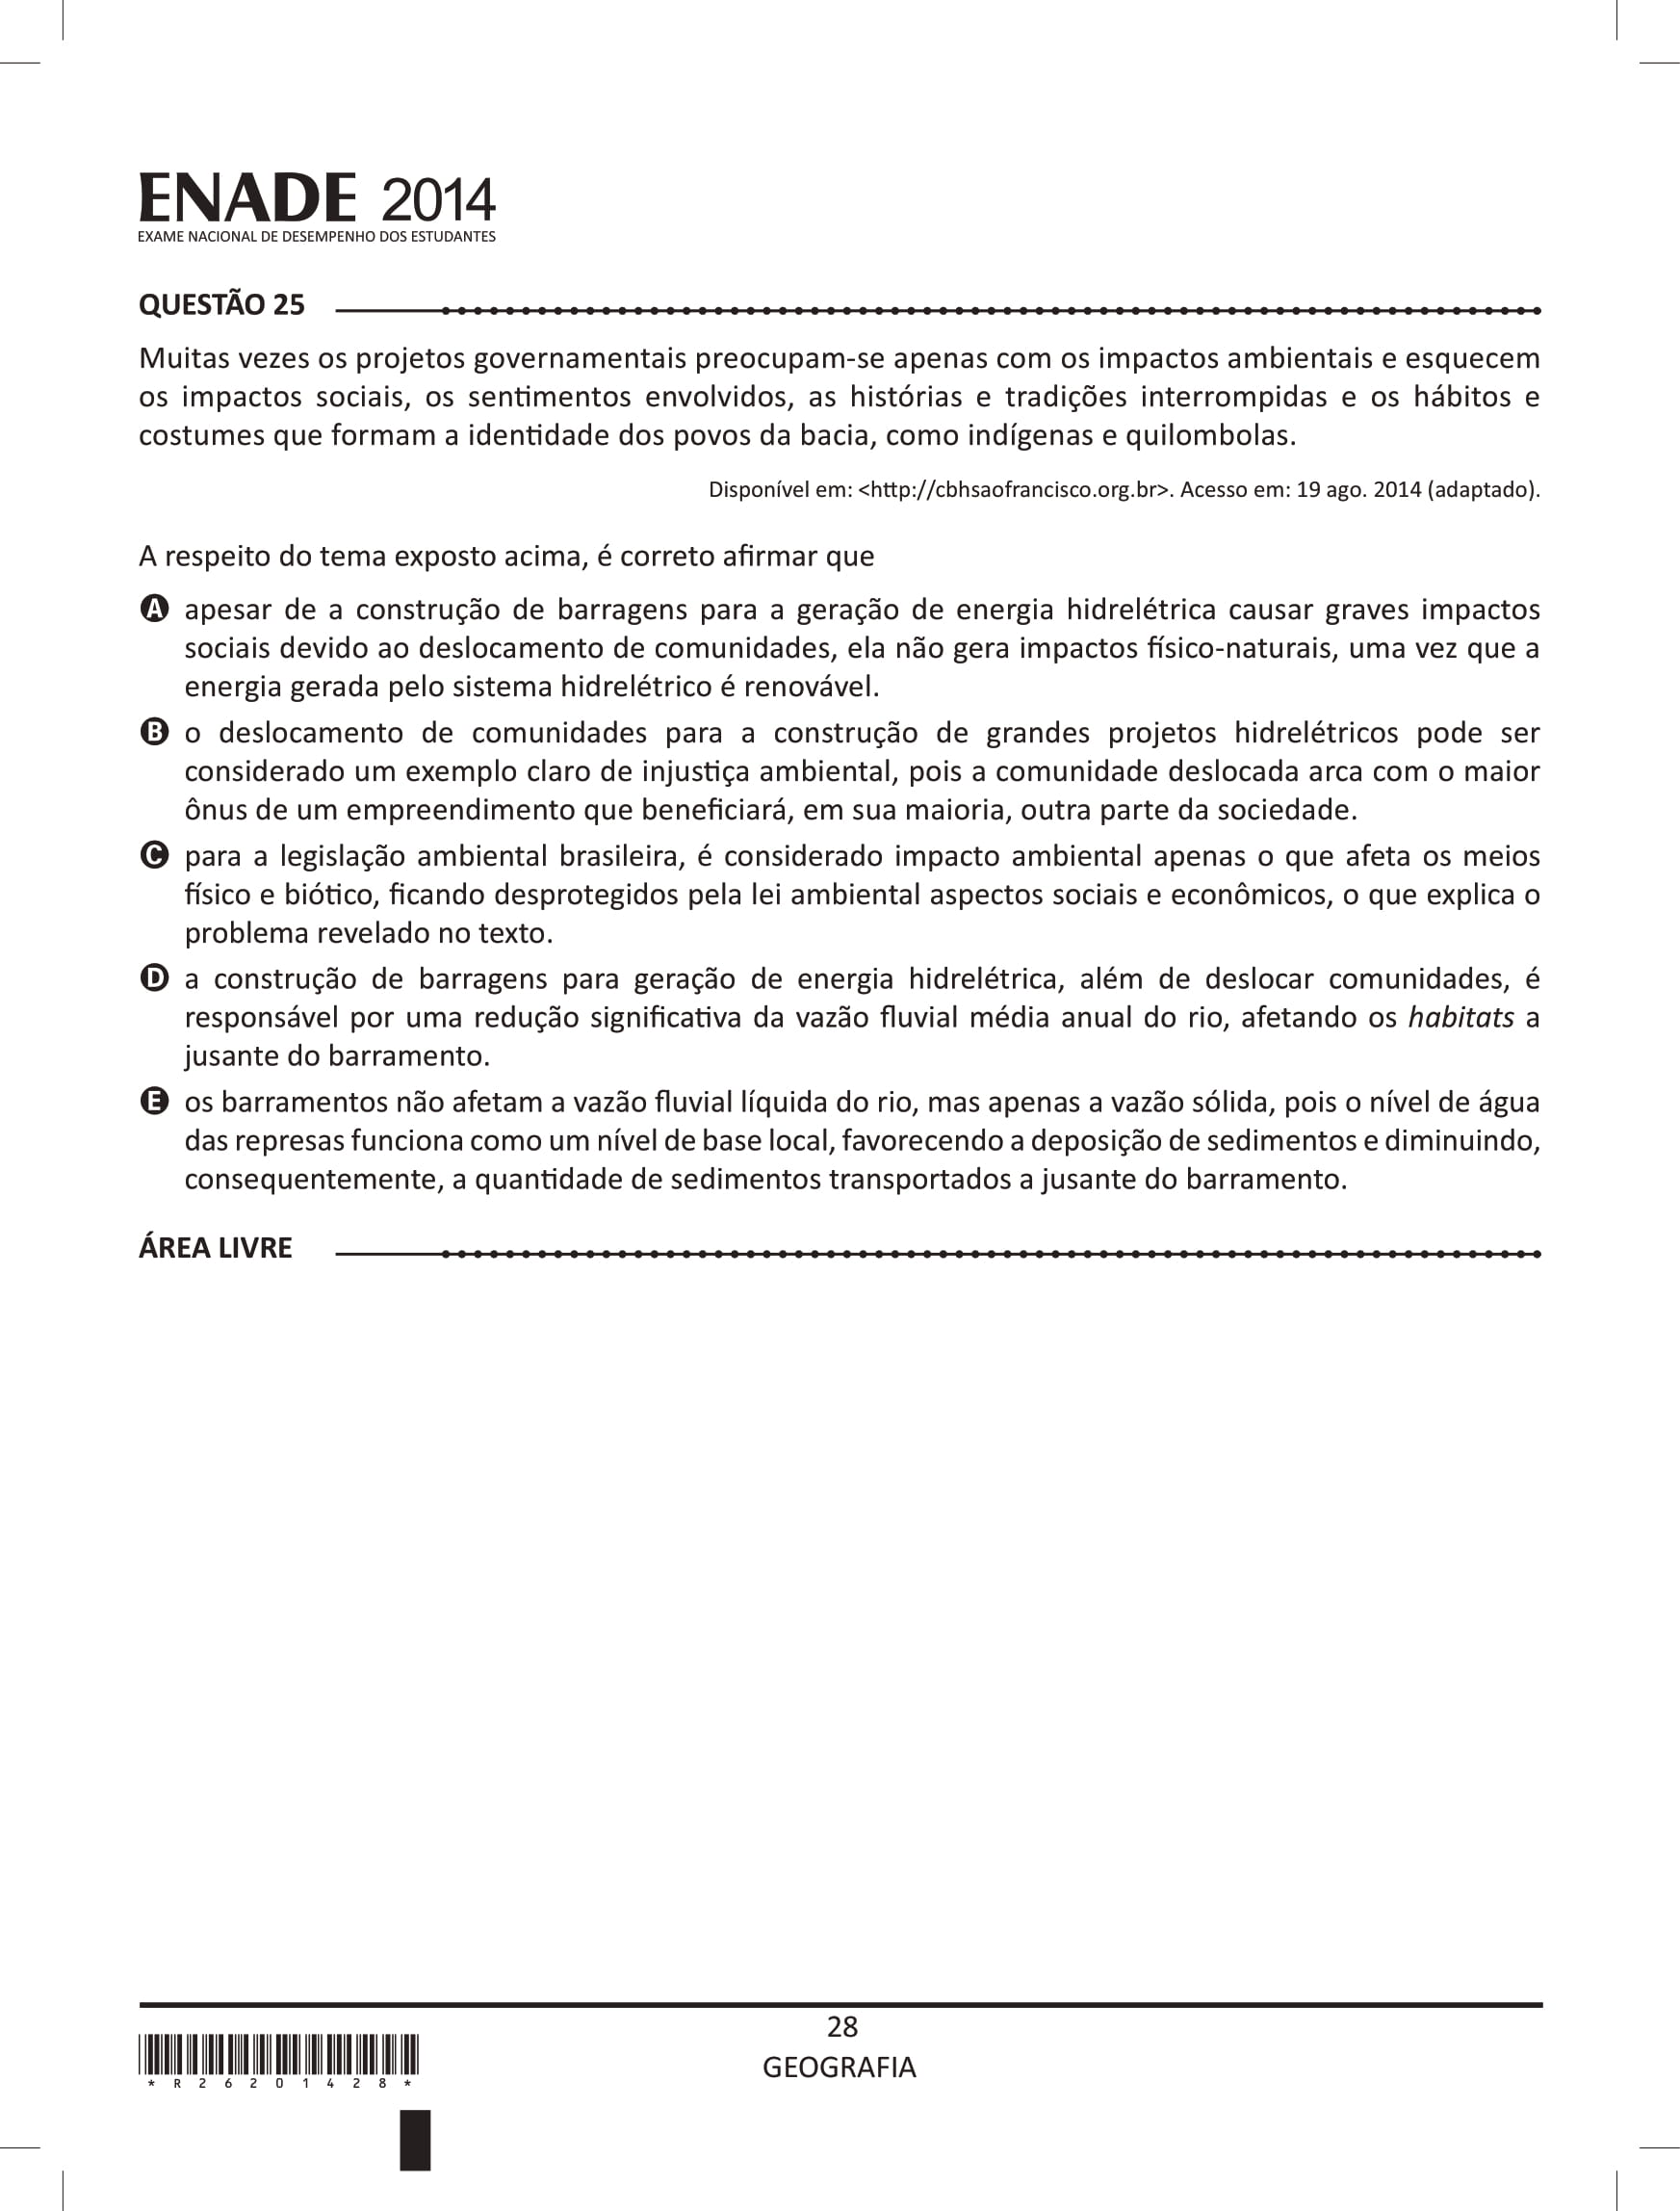 ENADE 2014
EXAME NACIONAL DE DESEMPENHO DOS ESTUDANTES
QUESTÃO 25
Muitas vezes os projetos governamentais preocupam-se apenas com os impactos ambientais e esquecem
os impactos sociais, os sentimentos envolvidos, as histórias e tradições interrompidas e os hábitos e
costumes que formam a identidade dos povos da bacia, como indígenas e quilombolas.
Disponível em: <http://cbhsaofrancisco.org.br>. Acesso em: 19 ago. 2014 (adaptado).
A respeito do tema exposto acima, é correto afirmar que
A apesar de a construção de barragens para a geração de energia hidrelétrica causar graves impactos
sociais devido ao deslocamento de comunidades, ela não gera impactos físico-naturais, uma vez que a
energia gerada pelo sistema hidrelétrico é renovável.
B o deslocamento de comunidades para a construção de grandes projetos hidrelétricos pode ser
considerado um exemplo claro de injustiça ambiental, pois a comunidade deslocada arca com o maior
ônus de um empreendimento que beneficiará, em sua maioria, outra parte da sociedade.
C para a legislação ambiental brasileira, é considerado impacto ambiental apenas o que afeta os meios
físico e biótico, ficando desprotegidos pela lei ambiental aspectos sociais e econômicos, o que explica o
problema revelado no texto.
D a construção de barragens para geração de energia hidrelétrica, além de deslocar comunidades, é
responsável por uma redução significativa da vazão fluvial média anual do rio, afetando os habitats a
jusante do barramento.
E os barramentos não afetam a vazão fluvial líquida do rio, mas apenas a vazão sólida, pois o nível de água
das represas funciona como um nível de base local, favorecendo a deposição de sedimentos e diminuindo,
consequentemente, a quantidade de sedimentos transportados a jusante do barramento.
ÁREA LIVRE
28
GEOGRAFIA
* R 2 6 2 0 1 4 2 8 *